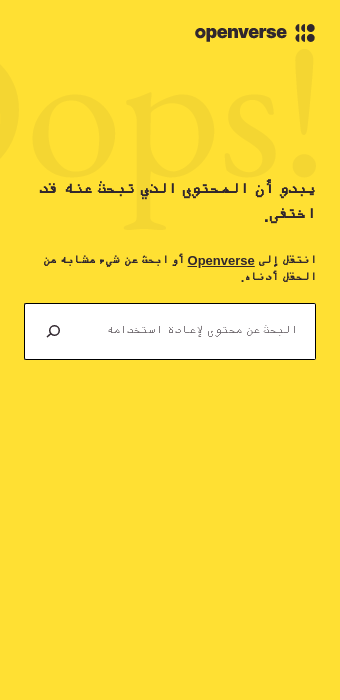 openverse
Oops!
يبدو أن المحتوى الذي تبحث عنه قد
اختفى.
انتقل إلى Openverse أو ابحث عن شيء مشابه من
الحقل أدناه.
البحث عن محتوى لإعادة استخدامه